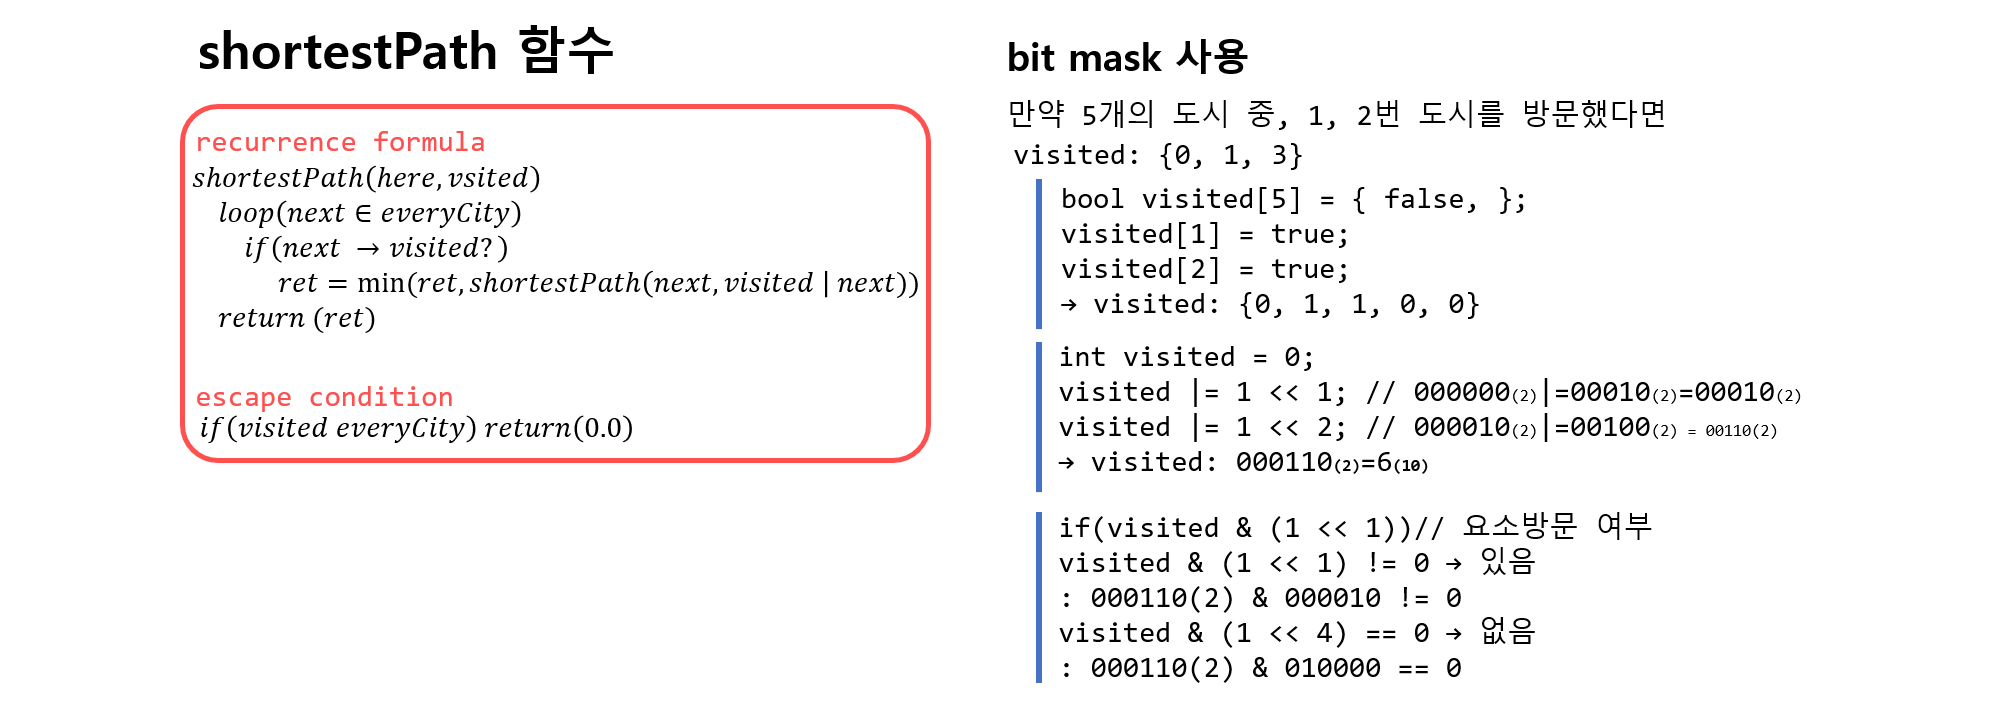 shortestPath 함수
recurrence formula
shortestPath(here, vsited)
loop(next ∈ everyCity)
if(next → visited?)
ret = min(ret, shortestPath(next, visited | next))
return (ret)
escape condition
if(visited everyCity) return(0.0)
bit mask 사용
만약 5개의 도시 중, 1, 2번 도시를 방문했다면
visited: {0, 1, 3}
bool visited[5] = { false, };
visited[1] = true;
visited[2] = true;
→ visited: {0, 1, 1, 0, 0}
int visited = 0;
visited |= 1 << 1; // 000000(2)|=00010(2)=00010(2)
visited |= 1 << 2; // 000010(2)|=00100(2) = 00110(2)
→ visited: 000110(2)=6(10)
if(visited & (1 << 1))// 요소방문 여부
visited & (1 << 1) != 0 → 있음
: 000110(2) & 000010 != 0
visited & (1 << 4) == 0 → 없음
: 000110(2) & 010000 == 0